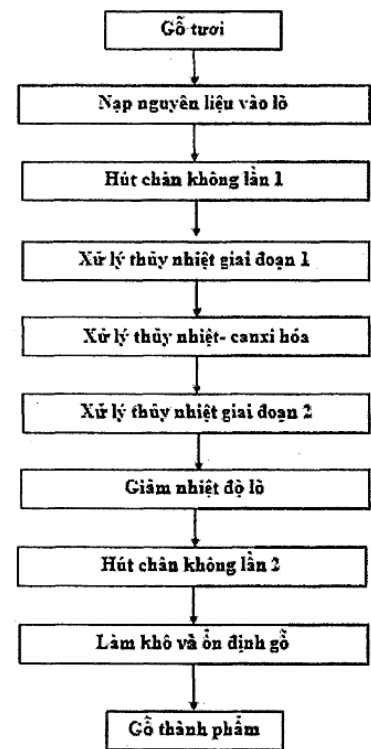 Gỗ tươi
Nạp nguyên liệu vào lò
Hút chân không lần 1
Xử lý thủy nhiệt giai đoạn 1
Xử lý thủy nhiệt- canxi hóa
Xử lý thủy nhiệt giai đoạn 2
Giảm nhiệt độ lò
Hút chân không lần 2
Làm khô và ổn định gỗ
Gỗ thành phẩm